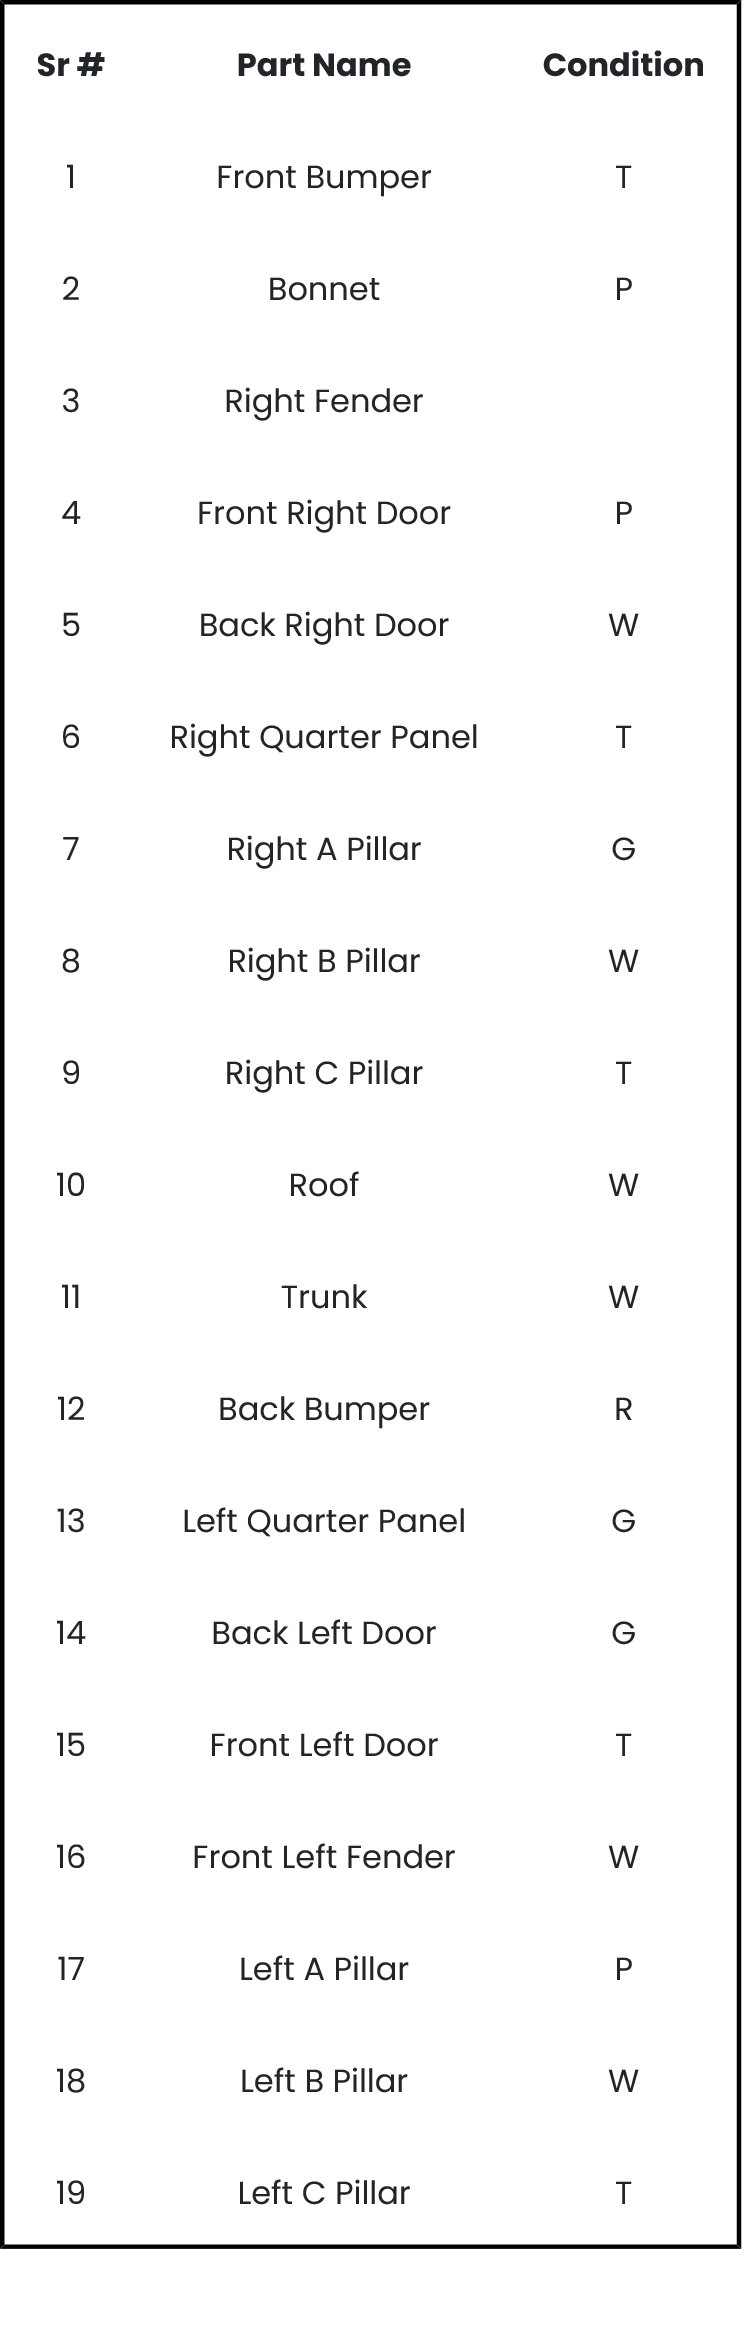 Sr # Part Name Condition
1 Front Bumper T
2 Bonnet P
3 Right Fender
4 Front Right Door P
5 Back Right Door W
6 Right Quarter Panel T
7 Right A Pillar G
8 Right B Pillar W
9 Right C Pillar T
10 Roof W
11 Trunk W
12 Back Bumper R
13 Left Quarter Panel G
14 Back Left Door G
15 Front Left Door T
16 Front Left Fender W
17 Left A Pillar P
18 Left B Pillar W
19 Left C Pillar T